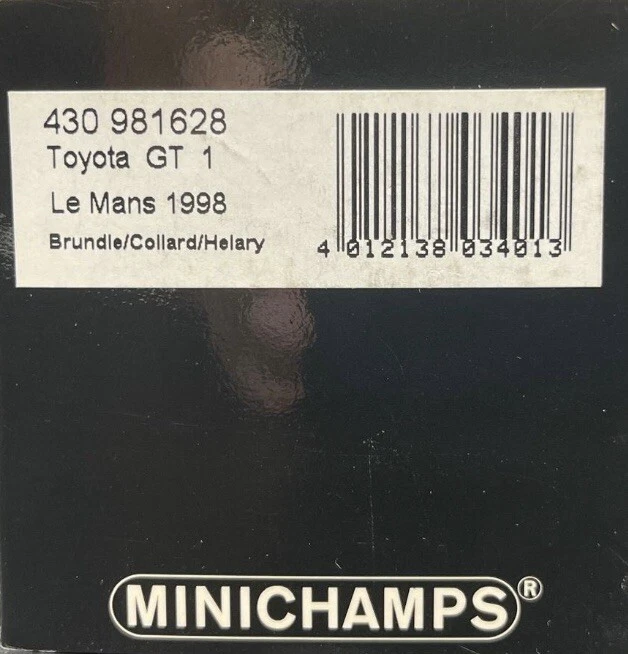 430 981628
Toyota GT 1
Le Mans 1998
Brundle/Collard/Helary
4 012138 034013
MINICHAMPS®